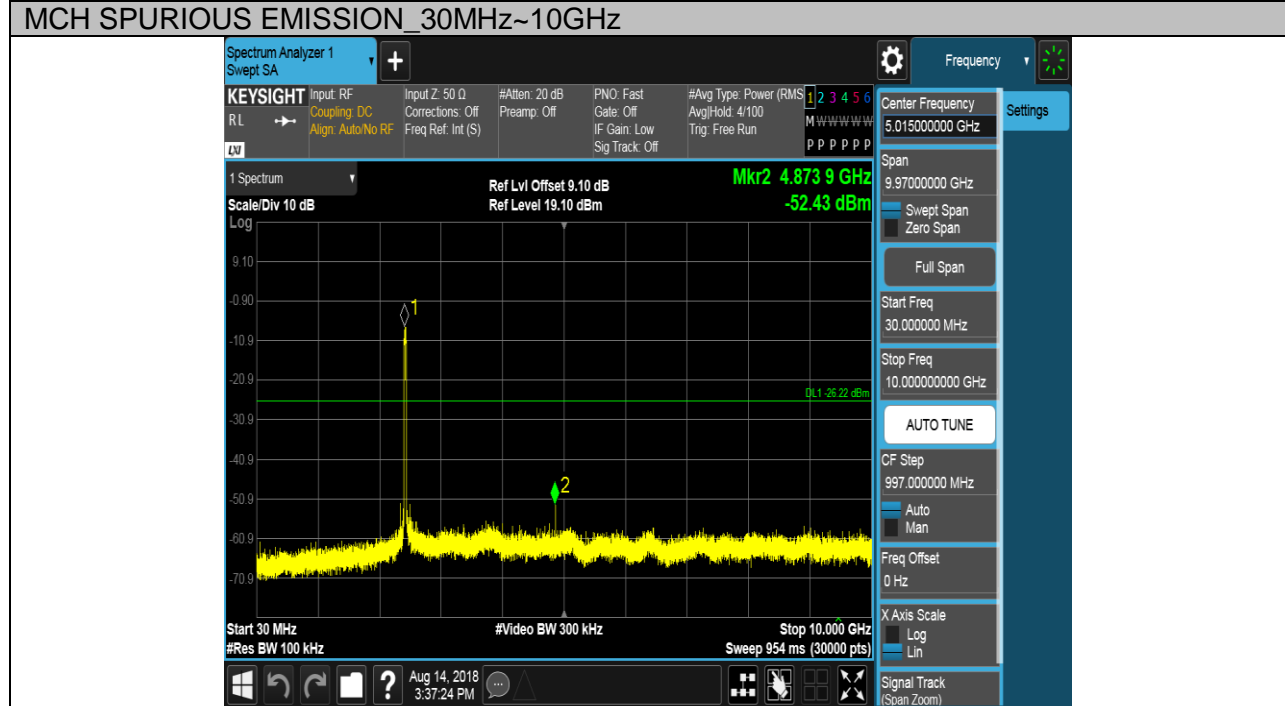 MCH SPURIOUS EMISSION_30MHz~10GHz
Spectrum Analyzer 1
Swept SA
+
Frequency
KEYSIGHT
RL
LXI
Input: RF
Coupling: DC
Align: Auto/No RF
Input Z: 50 Ω
Corrections: Off
Freq Ref: Int (S)
#Atten: 20 dB
Preamp: Off
PNO: Fast
Gate: Off
IF Gain: Low
Sig Track: Off
#Avg Type: Power (RMS
Avg|Hold: 4/100
Trig: Free Run
1 2 3 4 5 6
M W W W W W
P P P P P P
1 Spectrum
Scale/Div 10 dB
Ref Lvl Offset 9.10 dB
Ref Level 19.10 dBm
Mkr2 4.873 9 GHz
-52.43 dBm
Log
9.10
-0.90
-10.9
-20.9
-30.9
-40.9
-50.9
-60.9
-70.9
1
DL1 -26.22 dBm
2
Start 30 MHz
#Res BW 100 kHz
#Video BW 300 kHz
Stop 10.000 GHz
Sweep 954 ms (30000 pts)
Center Frequency
5.015000000 GHz
Settings
Span
9.97000000 GHz
Swept Span
Zero Span
Full Span
Start Freq
30.000000 MHz
Stop Freq
10.000000000 GHz
AUTO TUNE
CF Step
997.000000 MHz
Auto
Man
Freq Offset
0 Hz
X Axis Scale
Log
Lin
Signal Track
(Span Zoom)
?
Aug 14, 2018
3:37:24 PM